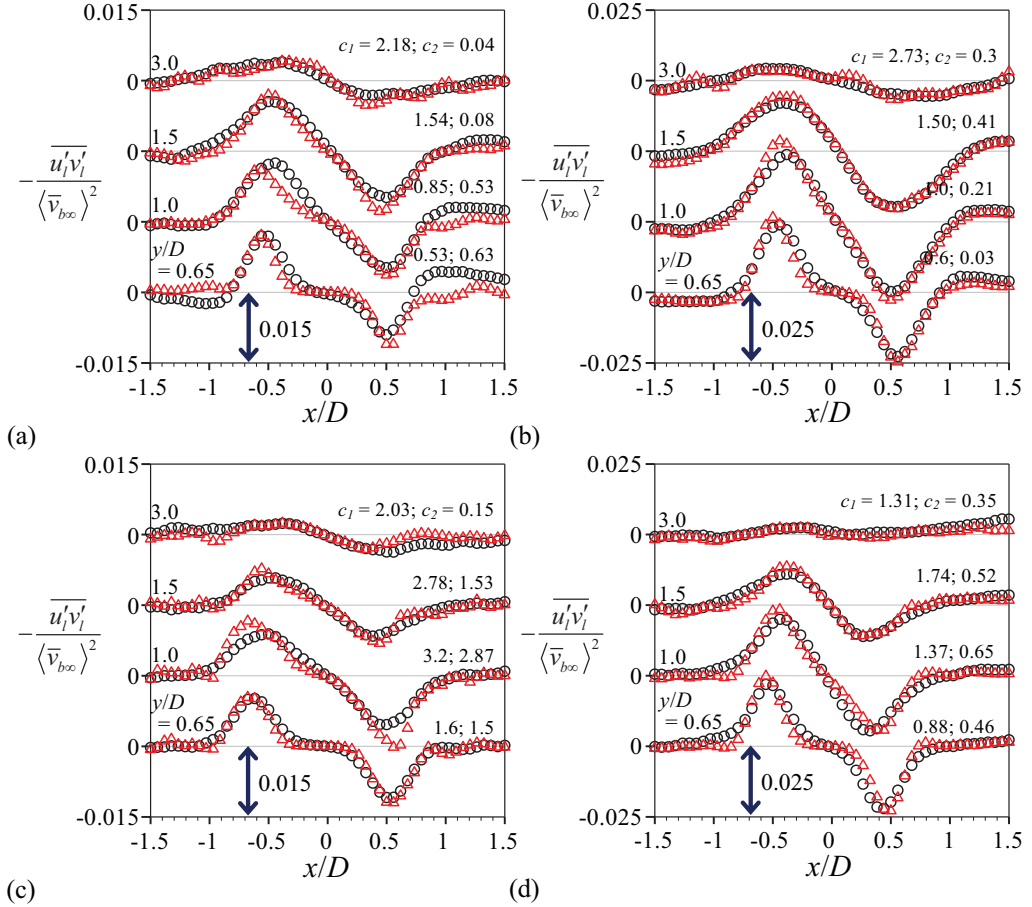 0.015
3.0
c1 = 2.18; c2 = 0.04
0
1.5
1.54; 0.08
0
1.0
0.85; 0.53
0
y/D
= 0.65
0.53; 0.63
0
0.015
-0.015
-1.5 -1 -0.5 0 0.5 1 1.5
x/D
− u′l v′l / ⟨v̄b∞⟩²
(a)
0.025
3.0
c1 = 2.73; c2 = 0.3
0
1.5
1.50; 0.41
0
1.0
1.0; 0.21
0
y/D
= 0.65
0.6; 0.03
0
0.025
-0.025
-1.5 -1 -0.5 0 0.5 1 1.5
x/D
− u′l v′l / ⟨v̄b∞⟩²
(b)
0.015
3.0
c1 = 2.03; c2 = 0.15
0
1.5
2.78; 1.53
0
1.0
3.2; 2.87
0
y/D
= 0.65
1.6; 1.5
0
0.015
-0.015
-1.5 -1 -0.5 0 0.5 1 1.5
x/D
− u′l v′l / ⟨v̄b∞⟩²
(c)
0.025
3.0
c1 = 1.31; c2 = 0.35
0
1.5
1.74; 0.52
0
1.0
1.37; 0.65
0
y/D
= 0.65
0.88; 0.46
0
0.025
-0.025
-1.5 -1 -0.5 0 0.5 1 1.5
x/D
− u′l v′l / ⟨v̄b∞⟩²
(d)